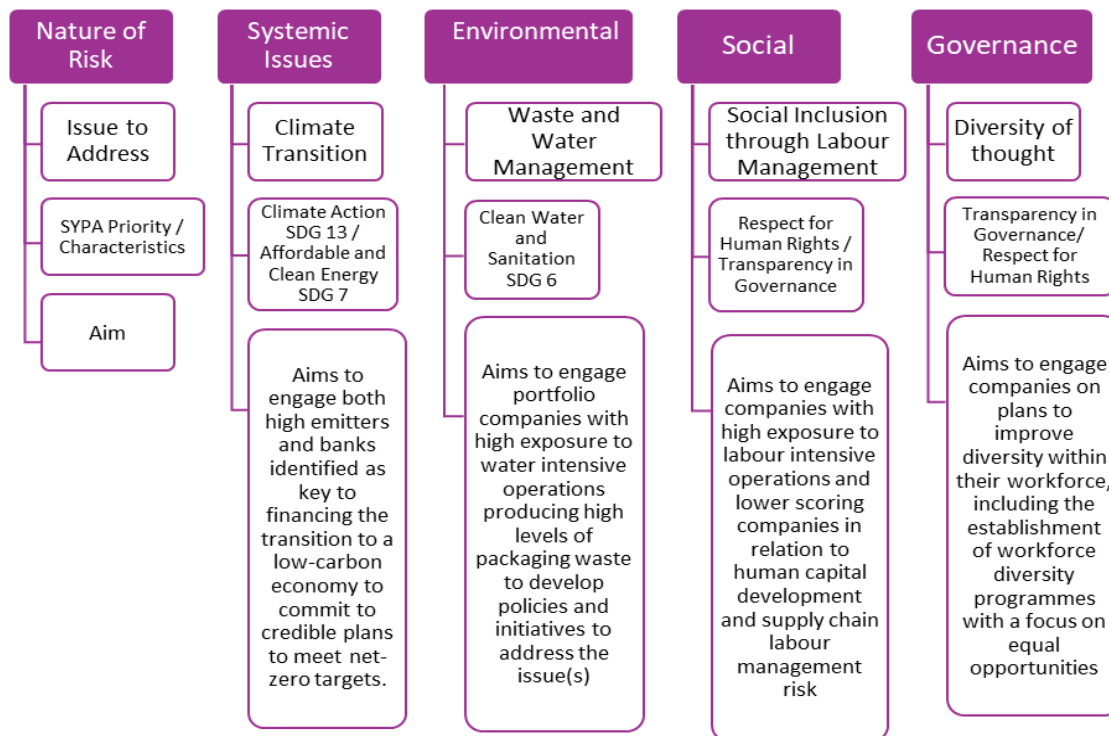 Nature of
Risk
Issue to
Address
SYPA Priority /
Characteristics
Aim
Systemic
Issues
Climate
Transition
Climate Action
SDG 13 /
Affordable and
Clean Energy
SDG 7
Aims to
engage both
high emitters
and banks
identified as
key to
financing the
transition to a
low-carbon
economy to
commit to
credible plans
to meet net-
zero targets.
Environmental
Waste and
Water
Management
Clean Water
and
Sanitation
SDG 6
Aims to engage
portfolio
companies with
high exposure to
water intensive
operations
producing high
levels of
packaging waste
to develop
policies and
initiatives to
address the
issue(s)
Social
Social Inclusion
through Labour
Management
Respect for
Human Rights /
Transparency in
Governance
Aims to engage
companies with
high exposure to
labour intensive
operations and
lower scoring
companies in
relation to
human capital
development
and supply chain
labour
management
risk
Governance
Diversity of
thought
Transparency in
Governance/
Respect for
Human Rights
Aims to engage
companies on
plans to
improve
diversity within
their workforce,
including the
establishment
of workforce
diversity
programmes
with a focus on
equal
opportunities